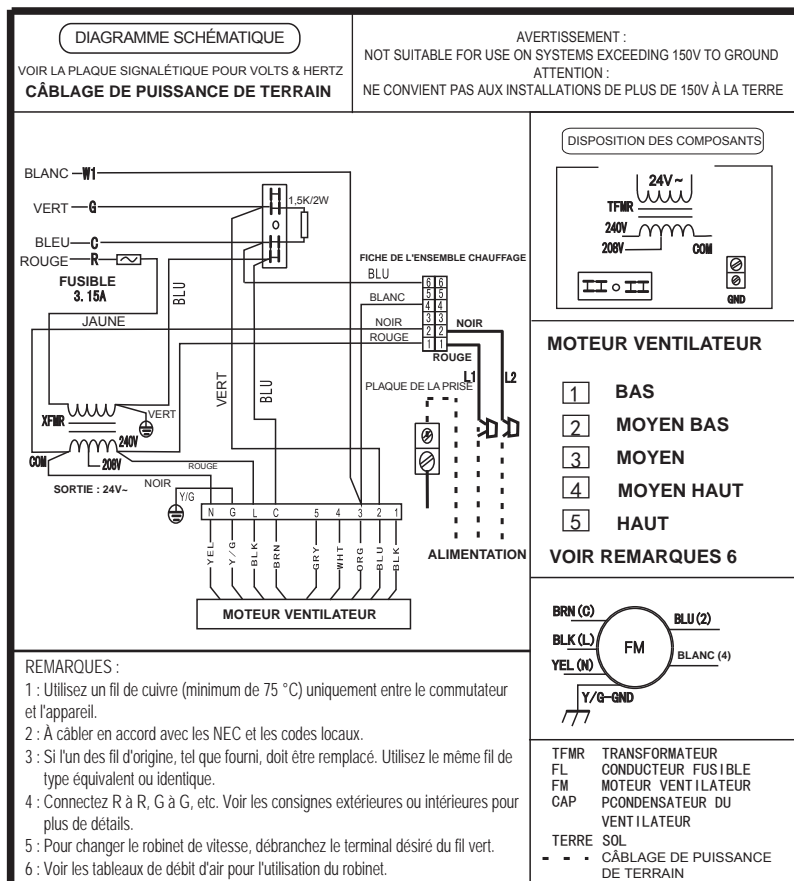 DIAGRAMME SCHÉMATIQUE
VOIR LA PLAQUE SIGNALÉTIQUE POUR VOLTS & HERTZ
CÂBLAGE DE PUISSANCE DE TERRAIN
AVERTISSEMENT :
NOT SUITABLE FOR USE ON SYSTEMS EXCEEDING 150V TO GROUND
ATTENTION :
NE CONVIENT PAS AUX INSTALLATIONS DE PLUS DE 150V À LA TERRE
BLANC W1
VERT G
BLEU C
ROUGE R
FUSIBLE
3. 15A
BLU
JAUNE
1,5K/2W
FICHE DE L'ENSEMBLE CHAUFFAGE
BLU
BLANC
NOIR
ROUGE
6 6
5 5
4 4
3 3
2 2
1 1
NOIR
ROUGE
L1
L2
PLAQUE DE LA PRISE
VERT
BLU
XFMR
VERT
240V
COM
208V
SORTIE : 24V~
ROUGE
NOIR
Y/G
N G L C 5 4 3 2 1
YEL
Y/G
BLK
BRN
GRY
WHT
ORG
BLU
BLK
MOTEUR VENTILATEUR
ALIMENTATION
DISPOSITION DES COMPOSANTS
24V~
TFMR
240V
208V
COM
GND
MOTEUR VENTILATEUR
1 BAS
2 MOYEN BAS
3 MOYEN
4 MOYEN HAUT
5 HAUT
VOIR REMARQUES 6
BRN (C)
BLK (L)
YEL (N)
FM
BLU (2)
BLANC (4)
Y/G-GND
REMARQUES :
1 : Utilisez un fil de cuivre (minimum de 75 °C) uniquement entre le commutateur
et l'appareil.
2 : À câbler en accord avec les NEC et les codes locaux.
3 : Si l'un des fil d'origine, tel que fourni, doit être remplacé. Utilisez le même fil de
type équivalent ou identique.
4 : Connectez R à R, G à G, etc. Voir les consignes extérieures ou intérieures pour
plus de détails.
5 : Pour changer le robinet de vitesse, débranchez le terminal désiré du fil vert.
6 : Voir les tableaux de débit d'air pour l'utilisation du robinet.
TFMR TRANSFORMATEUR
FL CONDUCTEUR FUSIBLE
FM MOTEUR VENTILATEUR
CAP PCONDENSATEUR DU
VENTILATEUR
TERRE SOL
- - - CÂBLAGE DE PUISSANCE
DE TERRAIN